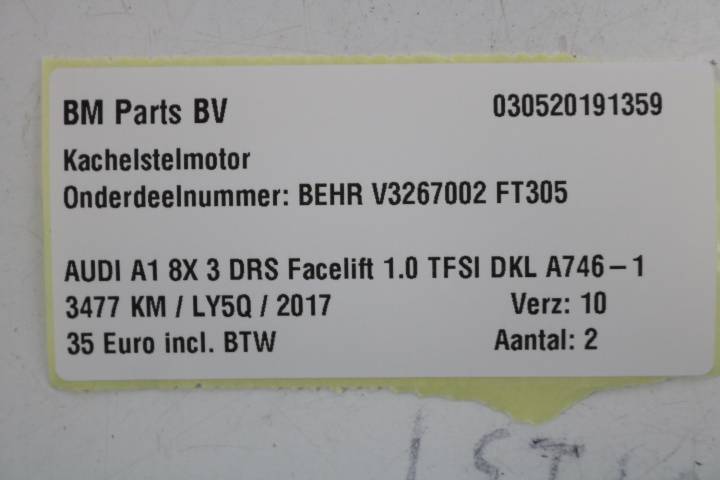 BM Parts BV 030520191359
Kachelstelmotor
Onderdeelnummer: BEHR V3267002 FT305
AUDI A1 8X 3 DRS Facelift 1.0 TFSI DKL A746-1
3477 KM / LY5Q / 2017 Verz: 10
35 Euro incl. BTW Aantal: 2